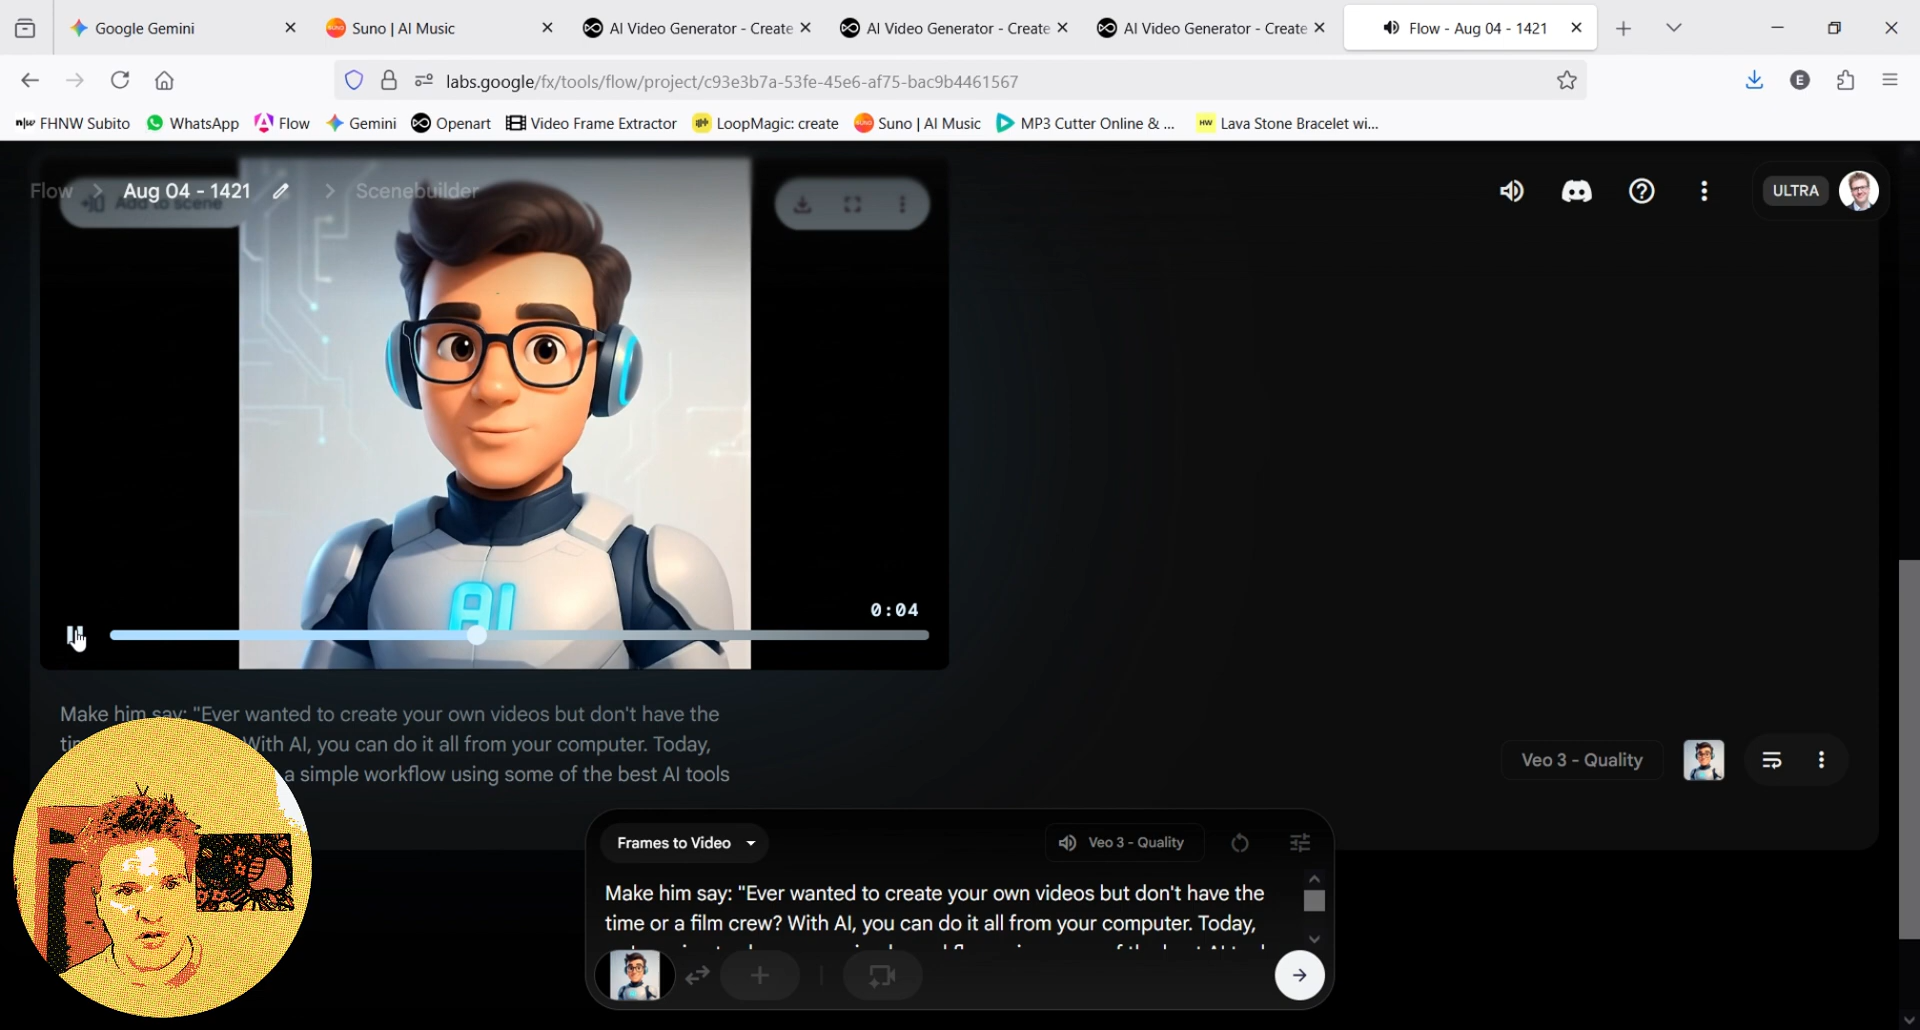 Google Gemini
Suno | AI Music
AI Video Generator - Create
AI Video Generator - Create
AI Video Generator - Create
Flow - Aug 04 - 1421
labs.google/fx/tools/flow/project/c93e3b7a-53fe-45e6-af75-bac9b4461567
E
n|w FHNW Subito
WhatsApp
Flow
Gemini
Openart
Video Frame Extractor
LoopMagic: create
SUNO Suno | AI Music
MP3 Cutter Online & ...
HW Lava Stone Bracelet wi...
Flow
Aug 04 - 1421
Scenebuilder
Add to scene
ULTRA
AI
0:04
Make him say: "Ever wanted to create your own videos but don't have the
With AI, you can do it all from your computer. Today,
a simple workflow using some of the best AI tools
Veo 3 - Quality
Frames to Video
Veo 3 - Quality
Make him say: "Ever wanted to create your own videos but don't have the
time or a film crew? With AI, you can do it all from your computer. Today,